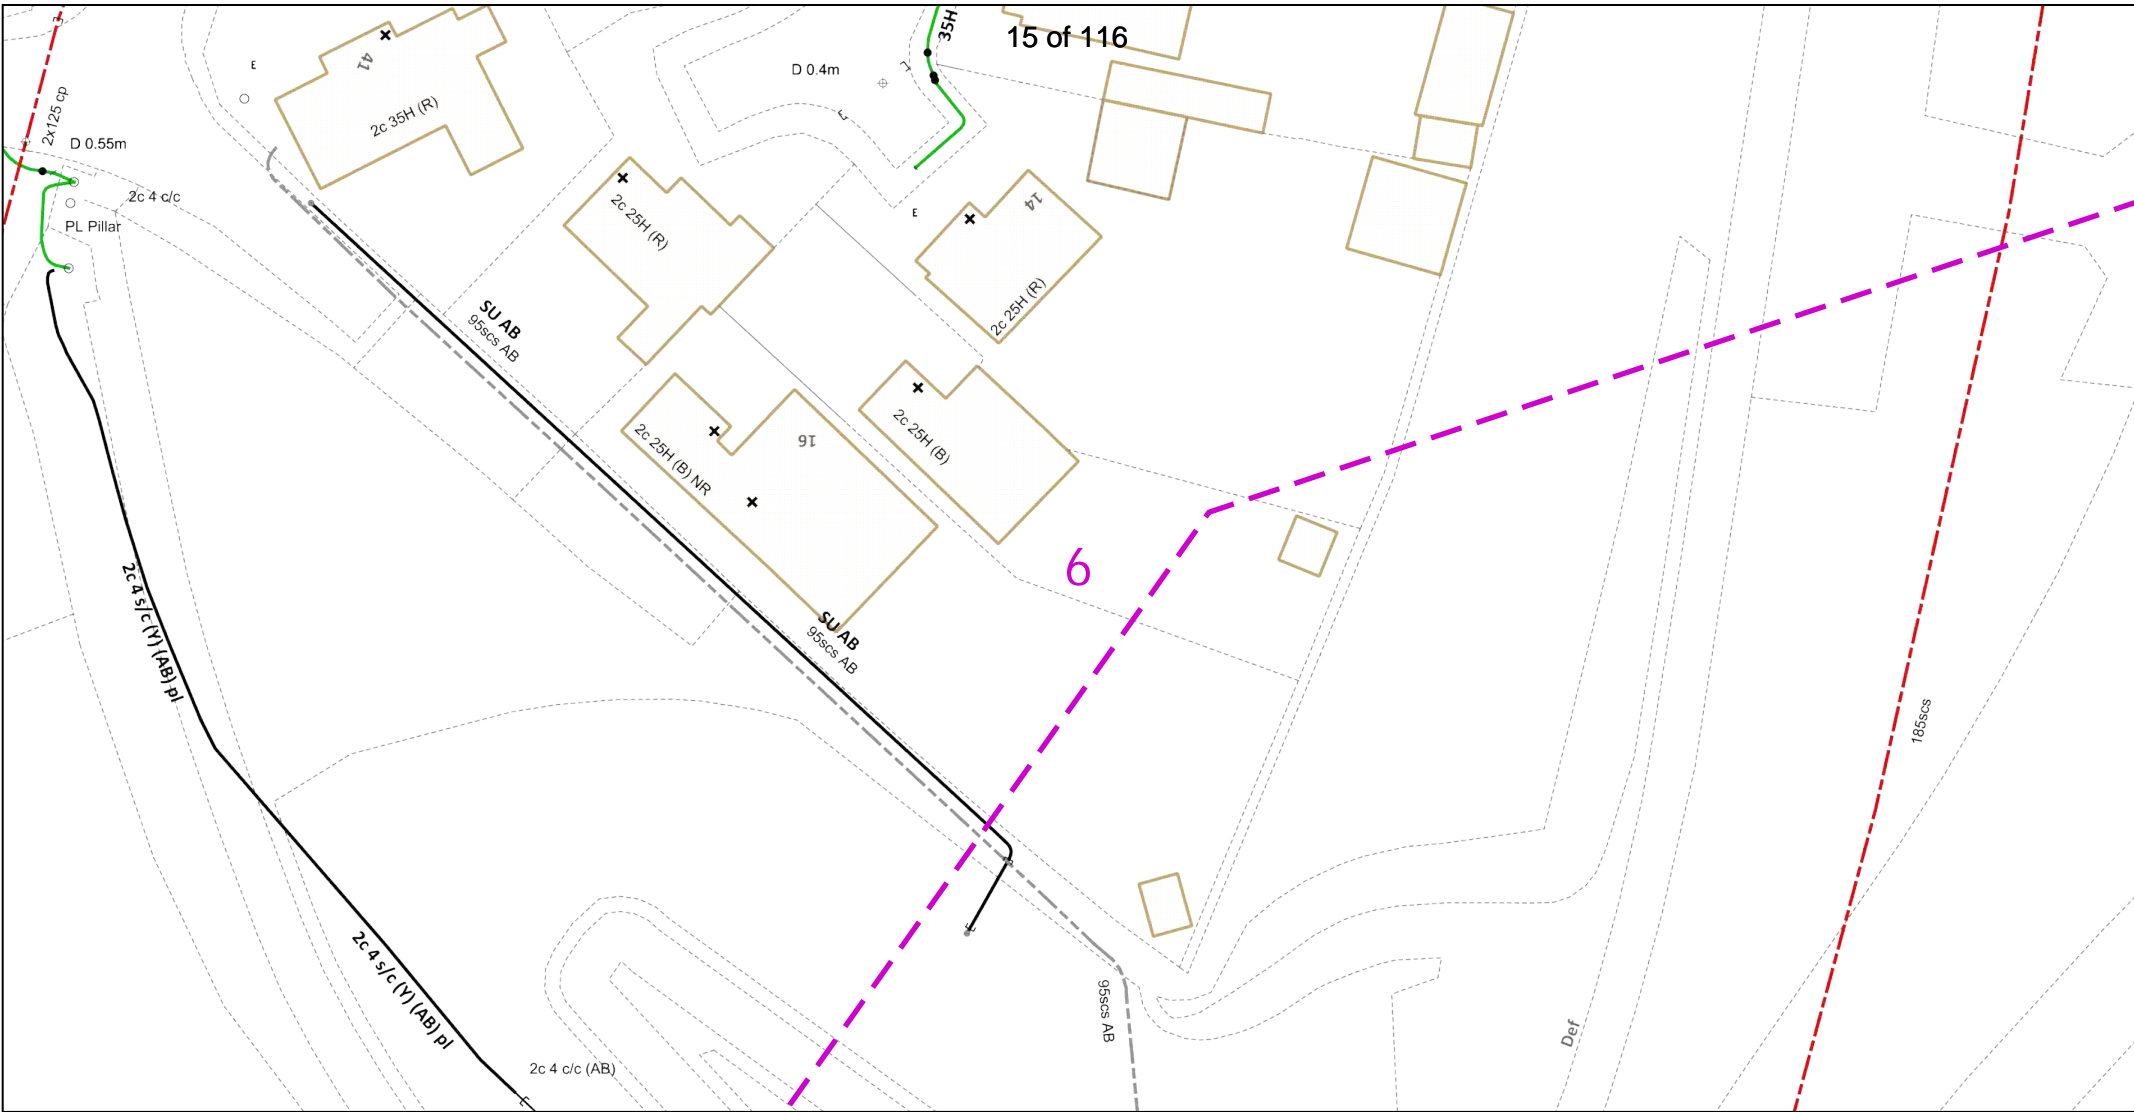 35H
15 of 116
41
E
D 0.4m
2c 35H (R)
2x125 cp
D 0.55m
2c 4 c/c
PL Pillar
2c 25H (R)
14
E
2c 25H (R)
SU AB
95scs AB
2c 25H (B)
16
2c 25H (B) NR
6
2c 4 s/c (Y) (AB) pl
SU AB
95scs AB
185scs
2c 4 s/c (Y) (AB) pl
95scs AB
Def
2c 4 c/c (AB)